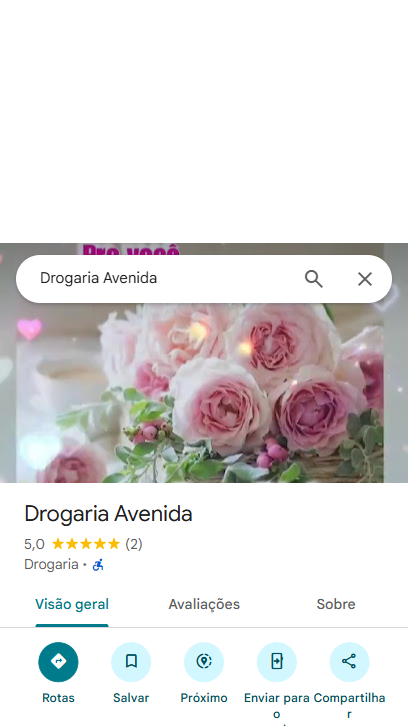 Pra você
Drogaria Avenida
Drogaria Avenida
5,0 (2)
Drogaria ·
Visão geral Avaliações Sobre
Rotas Salvar Próximo Enviar para o Compartilhar